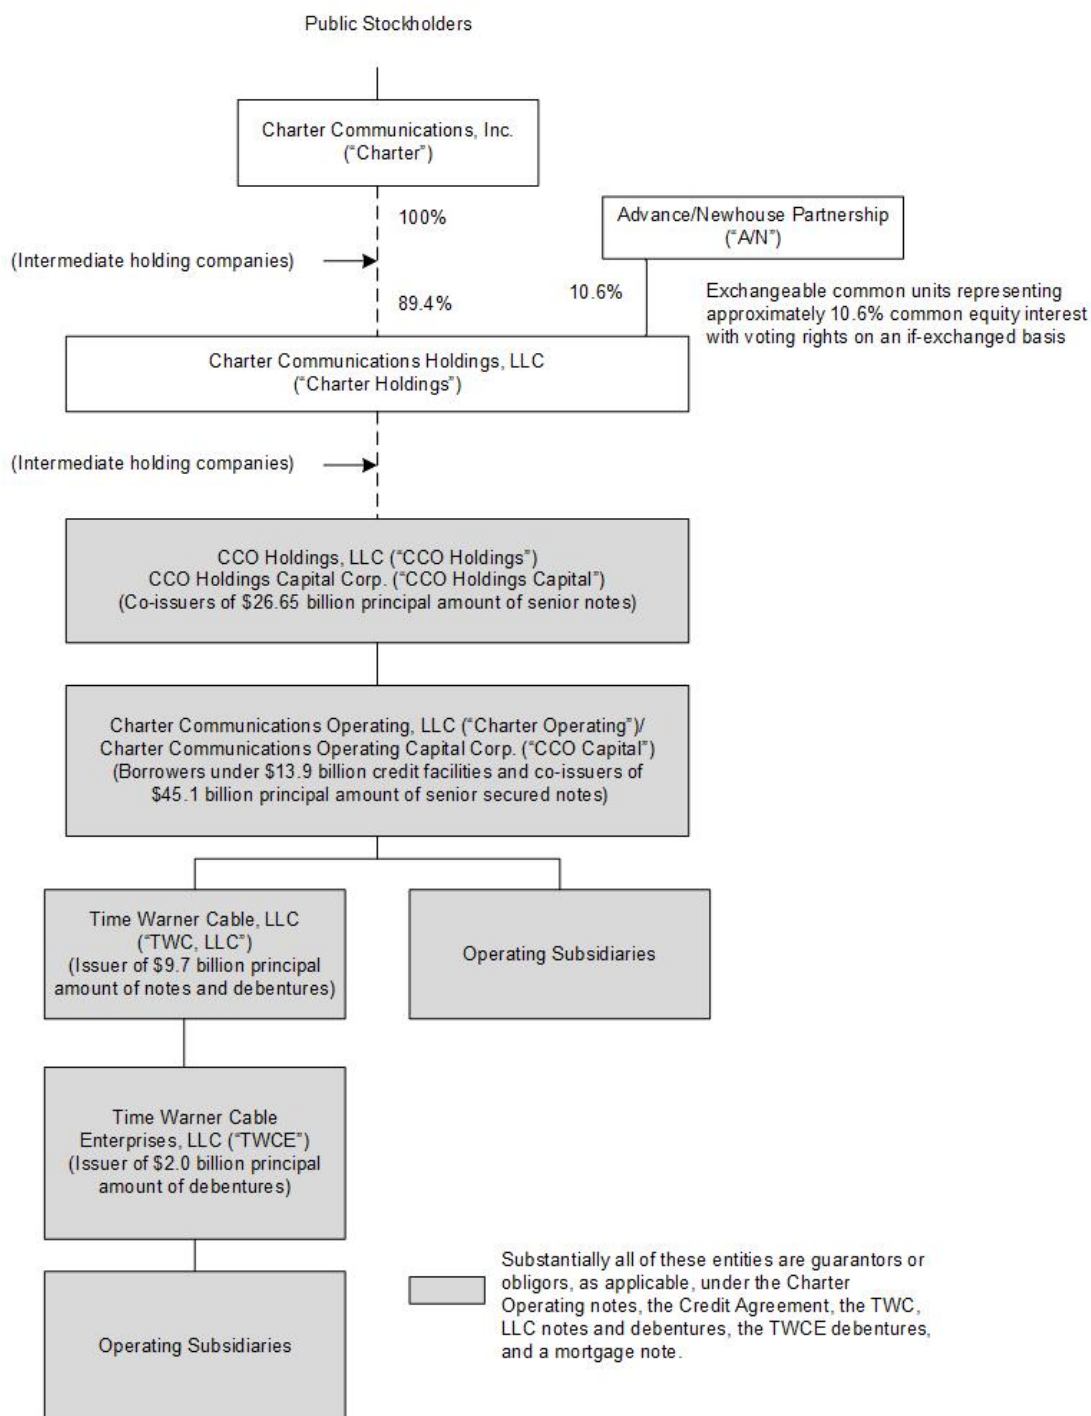 Public Stockholders
Charter Communications, Inc.
(“Charter”)
100%
Advance/Newhouse Partnership
(“A/N”)
(Intermediate holding companies)
89.4%
10.6%
Exchangeable common units representing
approximately 10.6% common equity interest
with voting rights on an if-exchanged basis
Charter Communications Holdings, LLC
(“Charter Holdings”)
(Intermediate holding companies)
CCO Holdings, LLC (“CCO Holdings”)
CCO Holdings Capital Corp. (“CCO Holdings Capital”)
(Co-issuers of $26.65 billion principal amount of senior notes)
Charter Communications Operating, LLC (“Charter Operating”)/
Charter Communications Operating Capital Corp. (“CCO Capital”)
(Borrowers under $13.9 billion credit facilities and co-issuers of
$45.1 billion principal amount of senior secured notes)
Time Warner Cable, LLC
(“TWC, LLC”)
(Issuer of $9.7 billion principal
amount of notes and debentures)
Operating Subsidiaries
Time Warner Cable
Enterprises, LLC (“TWCE”)
(Issuer of $2.0 billion principal
amount of debentures)
Operating Subsidiaries
Substantially all of these entities are guarantors or
obligors, as applicable, under the Charter
Operating notes, the Credit Agreement, the TWC,
LLC notes and debentures, the TWCE debentures,
and a mortgage note.